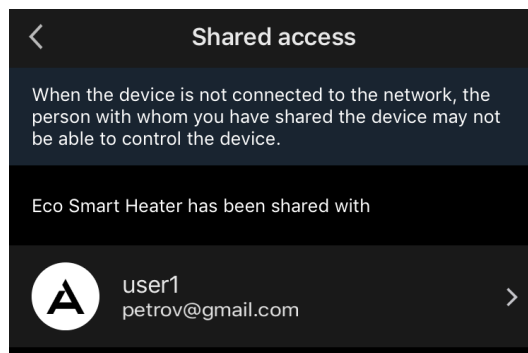 Shared access
When the device is not connected to the network, the
person with whom you have shared the device may not
be able to control the device.
Eco Smart Heater has been shared with
user1
petrov@gmail.com